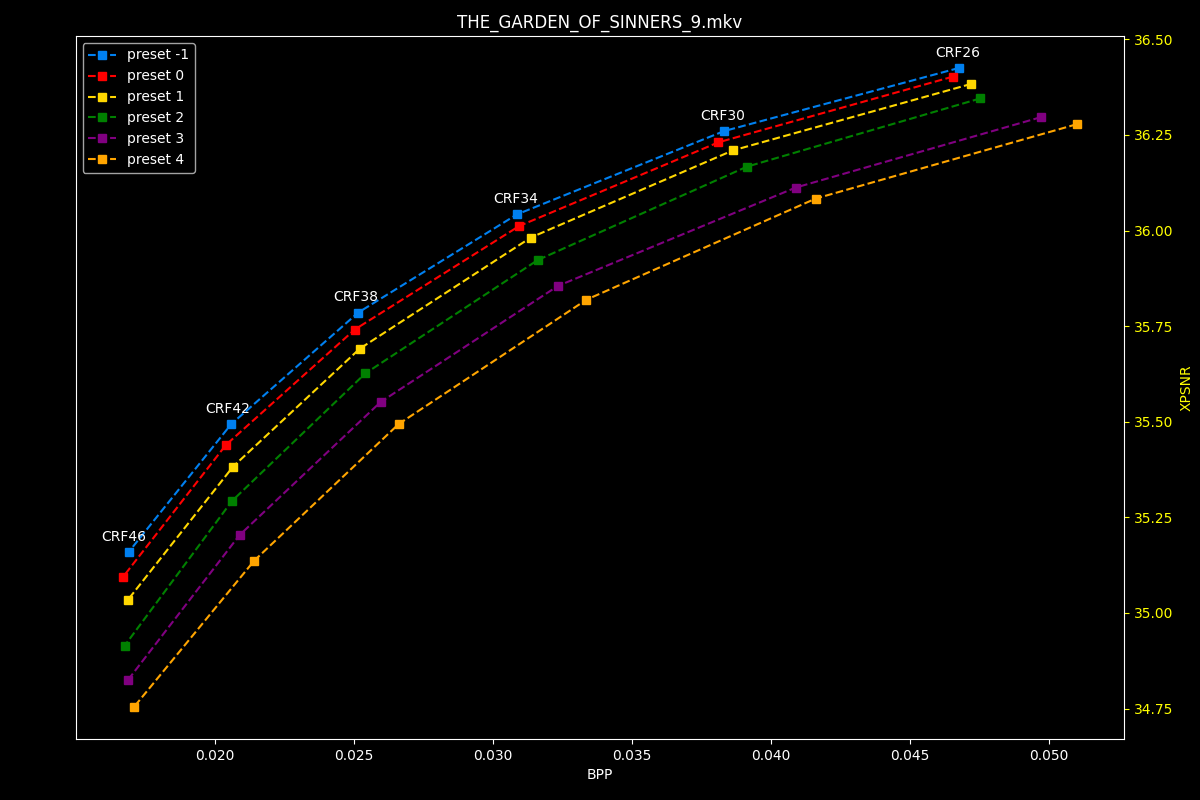 THE_GARDEN_OF_SINNERS_9.mkv
preset -1
preset 0
preset 1
preset 2
preset 3
preset 4
CRF26
CRF30
CRF34
CRF38
CRF42
CRF46
36.50
36.25
36.00
35.75
35.50
35.25
35.00
34.75
XPSNR
0.020 0.025 0.030 0.035 0.040 0.045 0.050
BPP